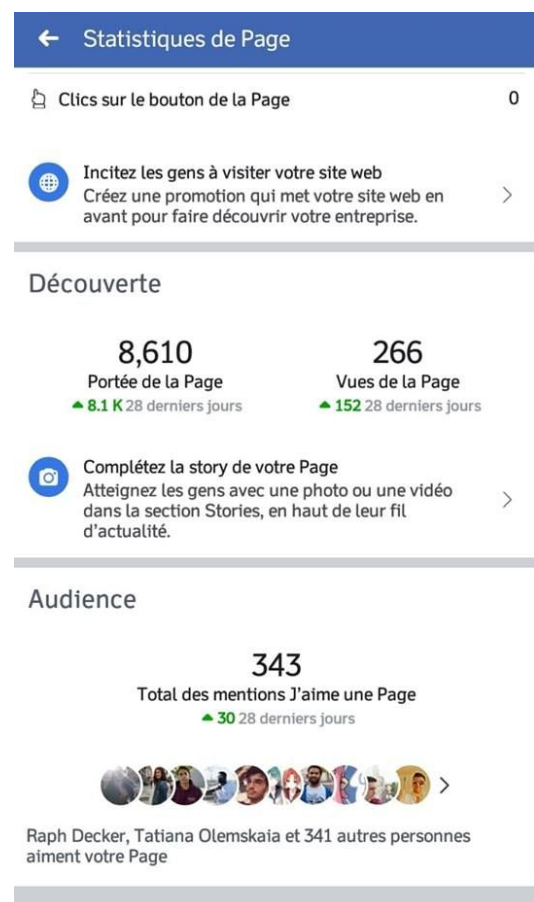 Statistiques de Page
Clics sur le bouton de la Page 0
Incitez les gens à visiter votre site web
Créez une promotion qui met votre site web en
avant pour faire découvrir votre entreprise.
Découverte
8,610 266
Portée de la Page Vues de la Page
8.1 K 28 derniers jours 152 28 derniers jours
Complétez la story de votre Page
Atteignez les gens avec une photo ou une vidéo
dans la section Stories, en haut de leur fil
d'actualité.
Audience
343
Total des mentions J'aime une Page
30 28 derniers jours
Raph Decker, Tatiana Olemskaia et 341 autres personnes
aiment votre Page